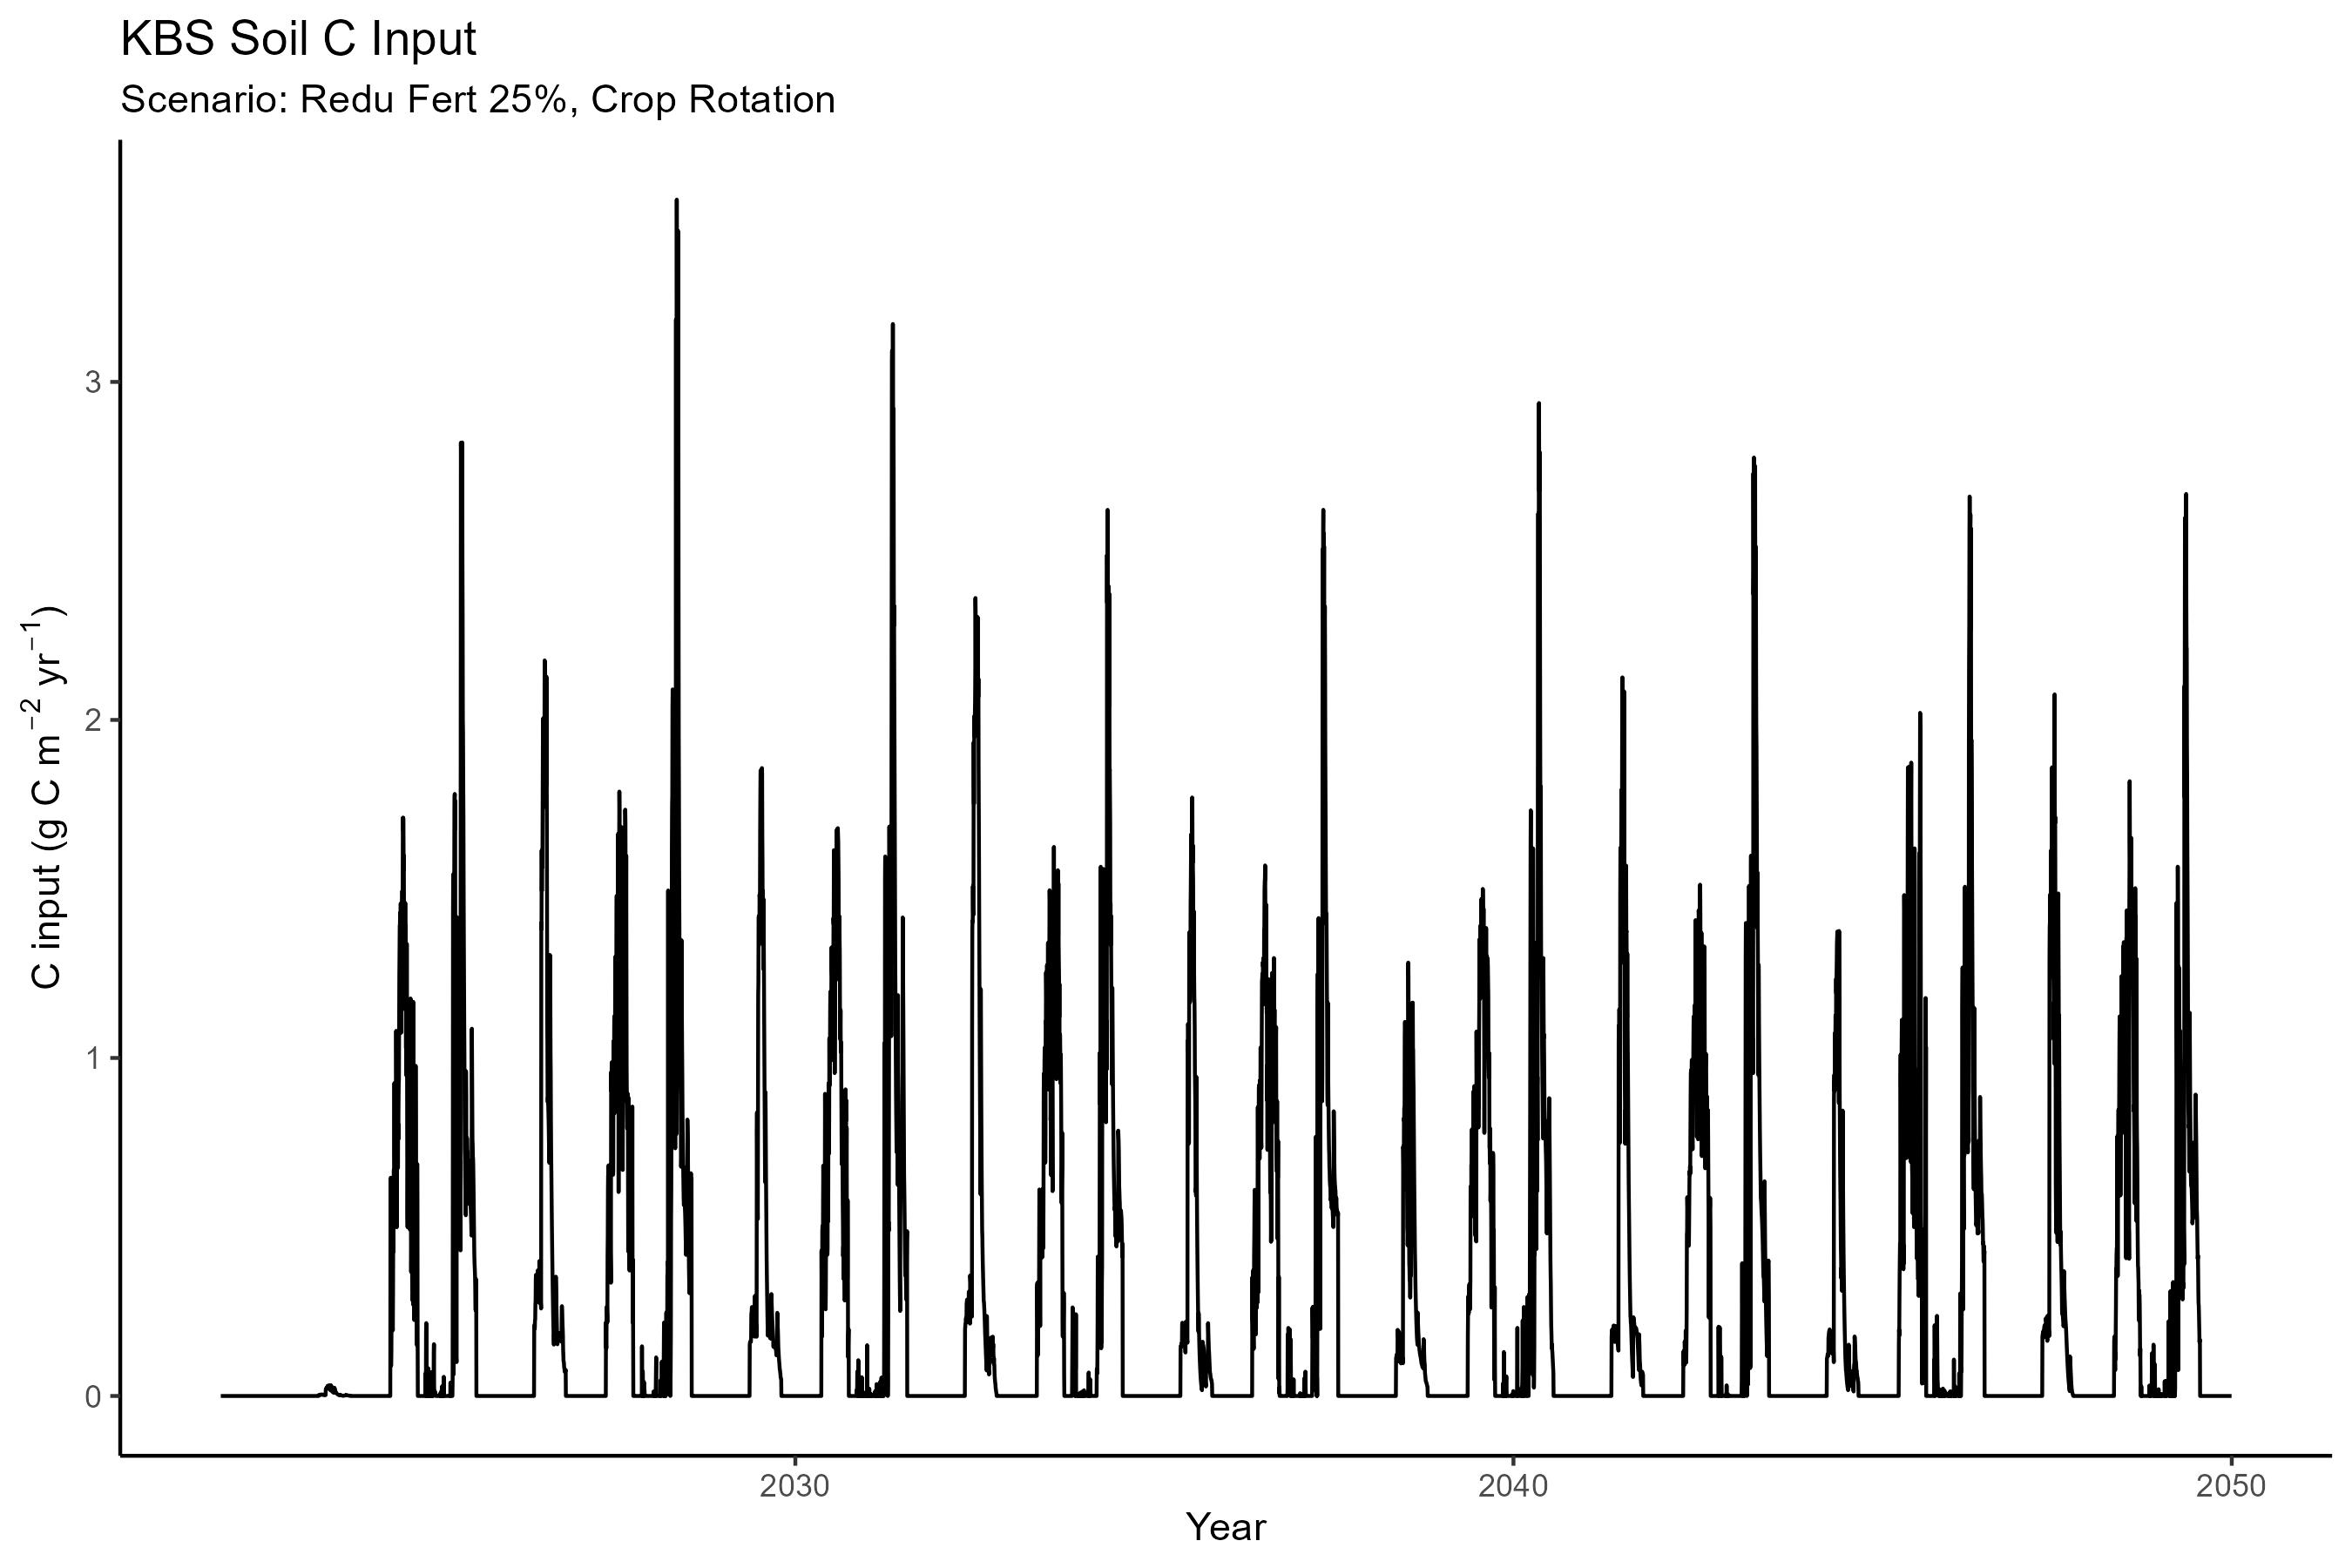 KBS Soil C Input
Scenario: Redu Fert 25%, Crop Rotation
C input (g C m⁻² yr⁻¹)
3
2
1
0
2030
2040
2050
Year